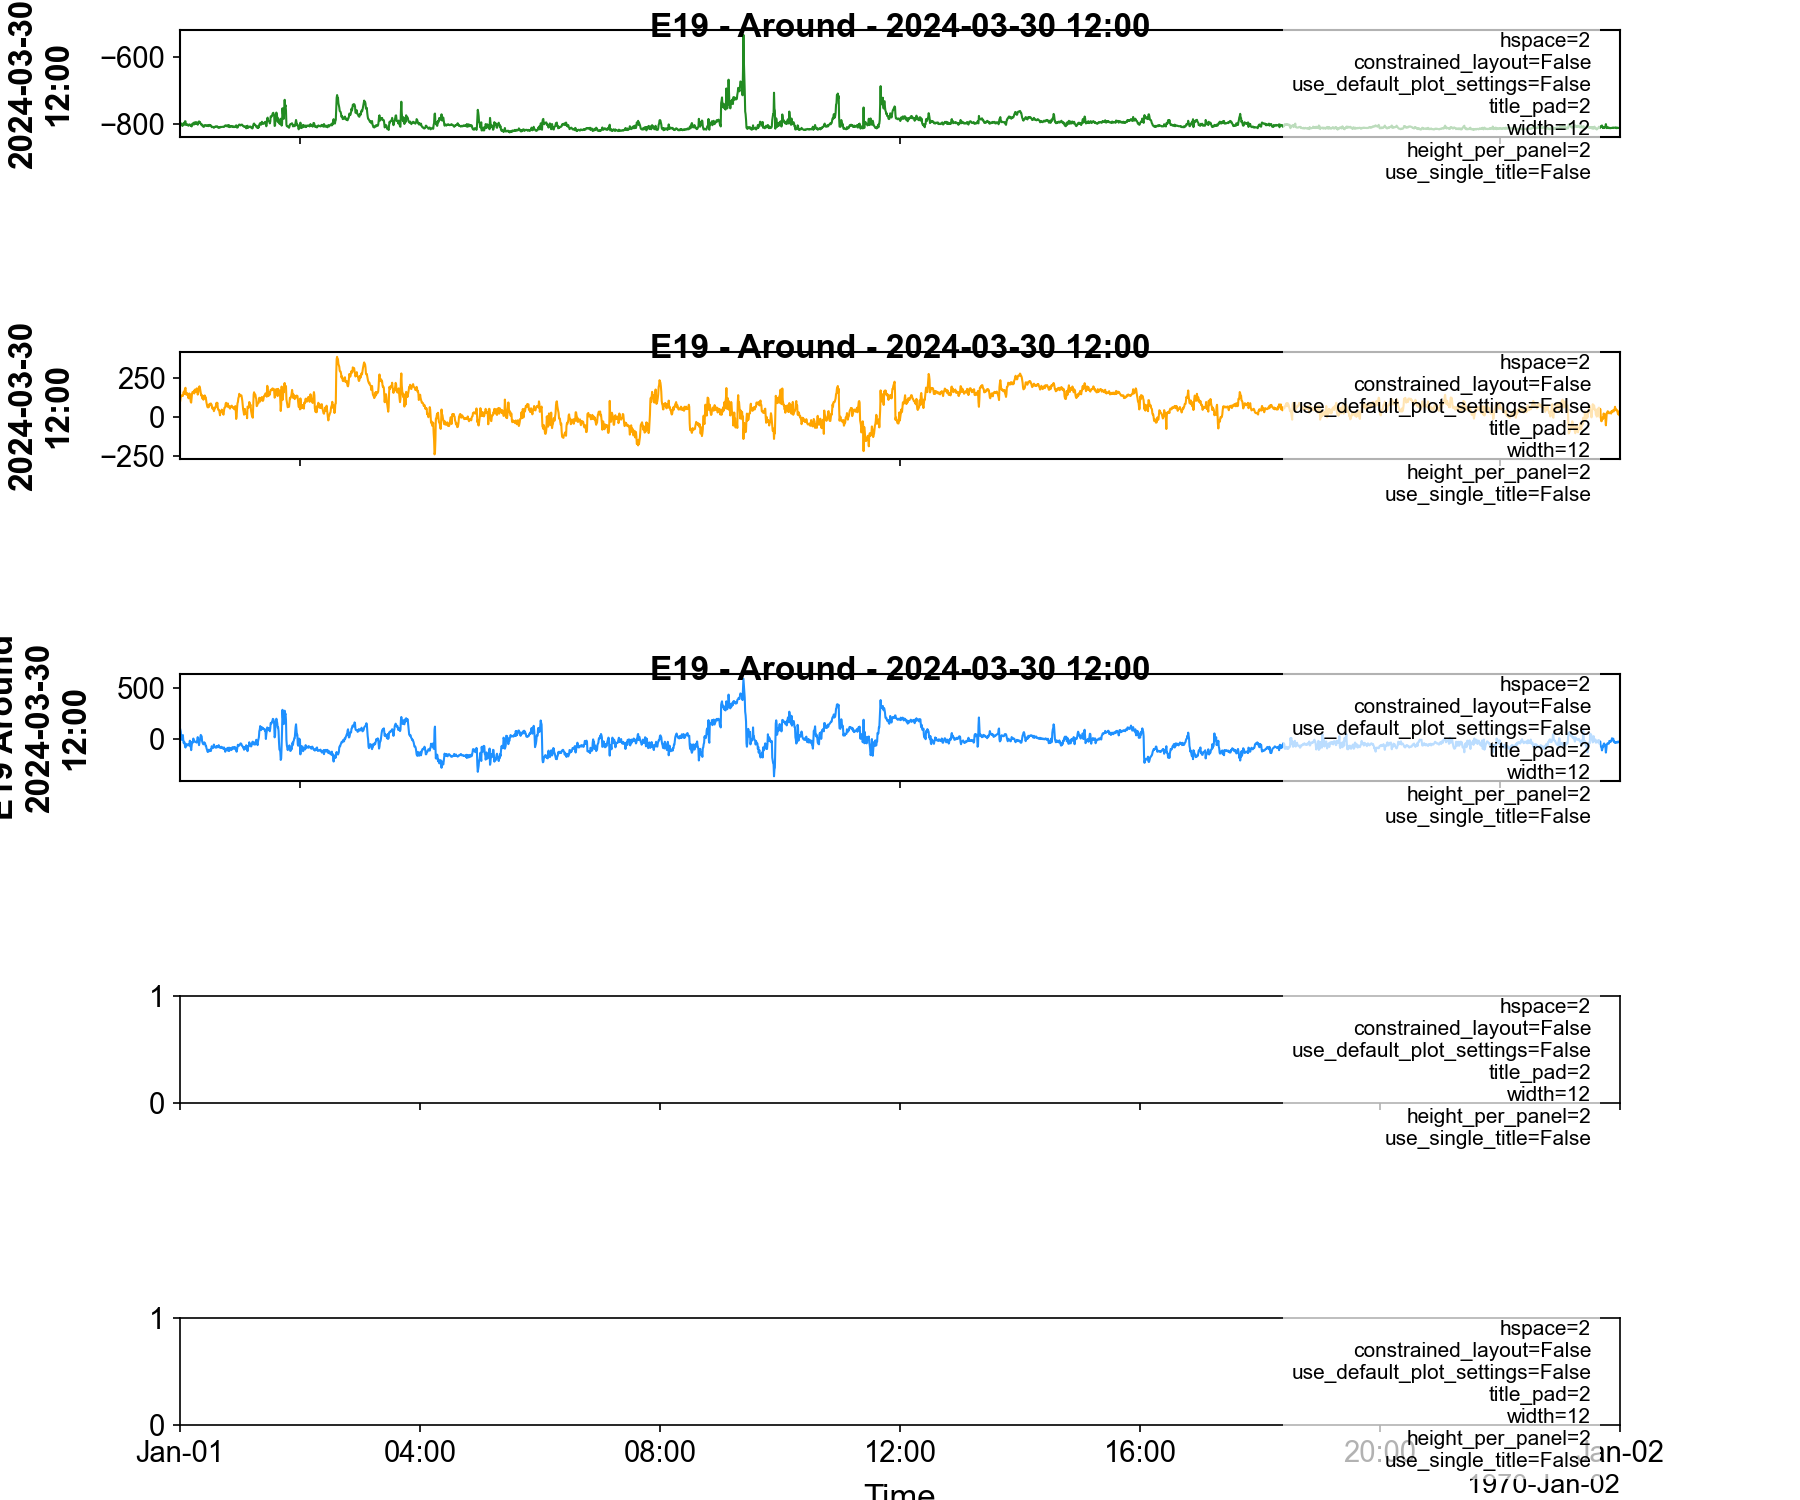 E19 - Around - 2024-03-30 12:00
2024-03-30
12:00
−600
−800
hspace=2
constrained_layout=False
use_default_plot_settings=False
title_pad=2
width=12
height_per_panel=2
use_single_title=False
E19 - Around - 2024-03-30 12:00
2024-03-30
12:00
250
0
−250
hspace=2
constrained_layout=False
use_default_plot_settings=False
title_pad=2
width=12
height_per_panel=2
use_single_title=False
E19 - Around - 2024-03-30 12:00
E19 Around
2024-03-30
12:00
500
0
hspace=2
constrained_layout=False
use_default_plot_settings=False
title_pad=2
width=12
height_per_panel=2
use_single_title=False
1
0
hspace=2
constrained_layout=False
use_default_plot_settings=False
title_pad=2
width=12
height_per_panel=2
use_single_title=False
1
0
hspace=2
constrained_layout=False
use_default_plot_settings=False
title_pad=2
width=12
height_per_panel=2
use_single_title=False
Jan-01 04:00 08:00 12:00 16:00 20:00 Jan-02
1970-Jan-02
Time